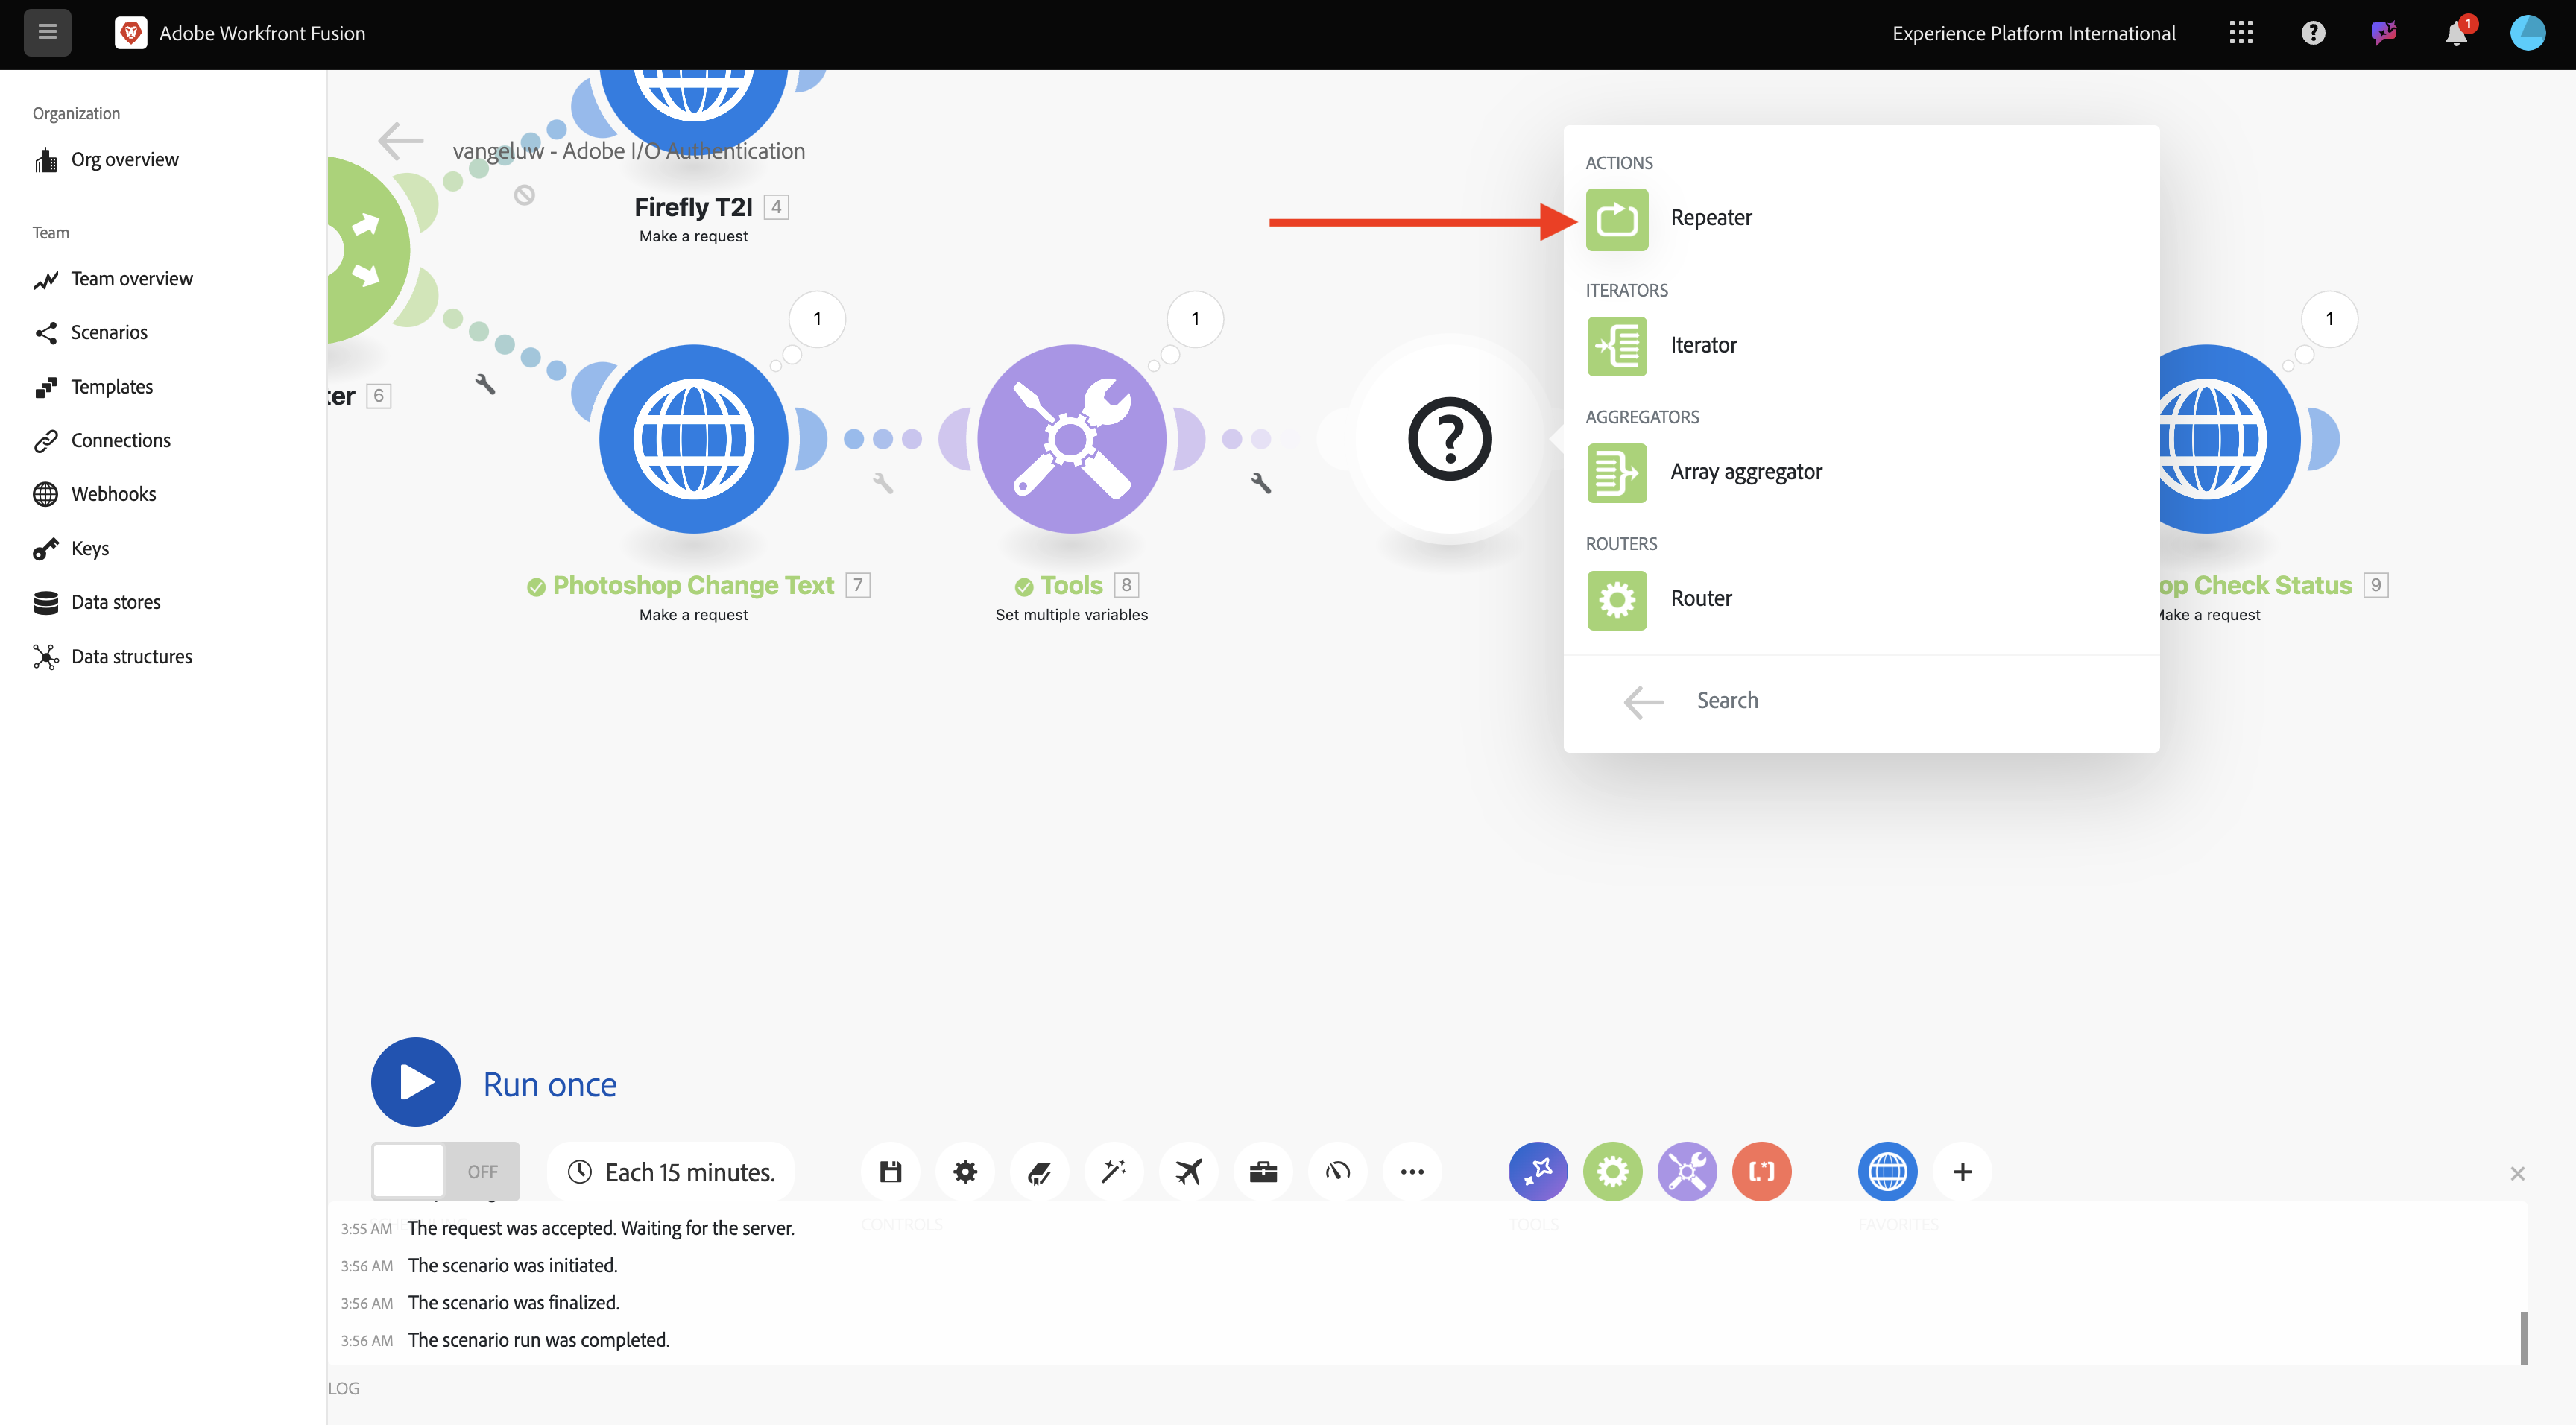 Adobe Workfront Fusion
Experience Platform International
1
Organization
Org overview
Team
Team overview
Scenarios
Templates
Connections
Webhooks
Keys
Data stores
Data structures
vangeluw - Adobe I/O Authentication
Firefly T2I 4
Make a request
ter 6
1
Photoshop Change Text 7
Make a request
1
Tools 8
Set multiple variables
?
ACTIONS
Repeater
ITERATORS
Iterator
AGGREGATORS
Array aggregator
ROUTERS
Router
Search
1
op Check Status 9
Make a request
Run once
OFF
Each 15 minutes.
CONTROLS
TOOLS
FAVORITES
3:55 AM The request was accepted. Waiting for the server.
3:56 AM The scenario was initiated.
3:56 AM The scenario was finalized.
3:56 AM The scenario run was completed.
LOG